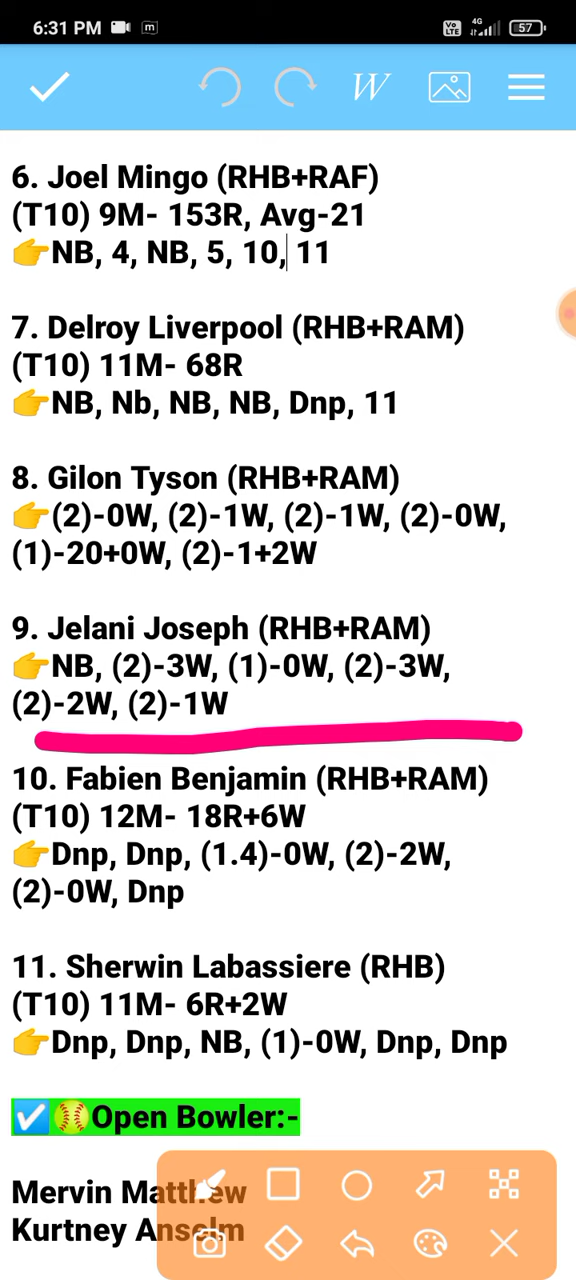 6:31 PM m Vo LTE 4G 57
W
6. Joel Mingo (RHB+RAF)
(T10) 9M- 153R, Avg-21
👉NB, 4, NB, 5, 10, 11
7. Delroy Liverpool (RHB+RAM)
(T10) 11M- 68R
👉NB, Nb, NB, NB, Dnp, 11
8. Gilon Tyson (RHB+RAM)
👉(2)-0W, (2)-1W, (2)-1W, (2)-0W,
(1)-20+0W, (2)-1+2W
9. Jelani Joseph (RHB+RAM)
👉NB, (2)-3W, (1)-0W, (2)-3W,
(2)-2W, (2)-1W
10. Fabien Benjamin (RHB+RAM)
(T10) 12M- 18R+6W
👉Dnp, Dnp, (1.4)-0W, (2)-2W,
(2)-0W, Dnp
11. Sherwin Labassiere (RHB)
(T10) 11M- 6R+2W
👉Dnp, Dnp, NB, (1)-0W, Dnp, Dnp
☑️⚾Open Bowler:-
Mervin Matthew
Kurtney Anselm